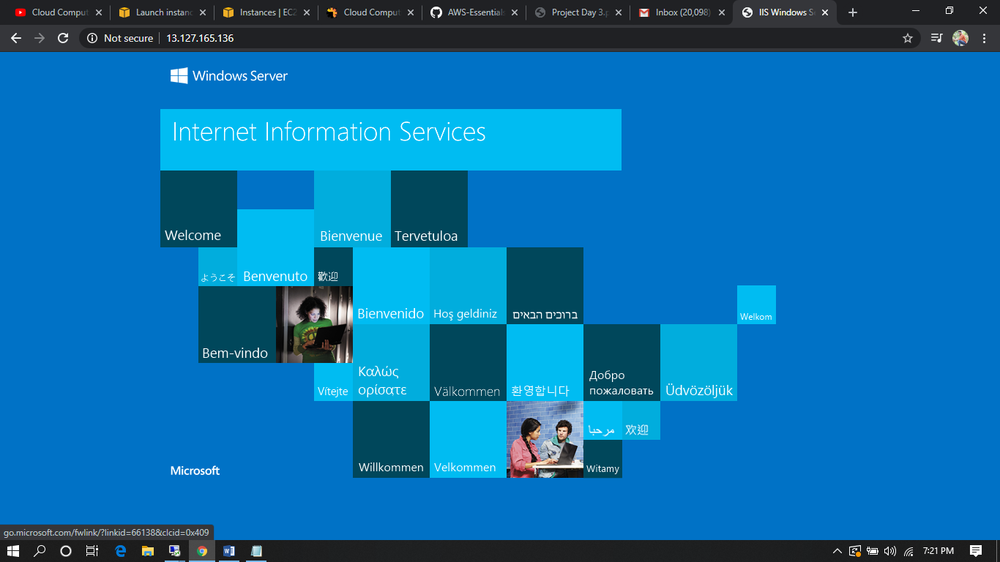 Cloud Comput
Launch instanc
Instances | EC2
Cloud Comput
AWS-Essentials
Project Day 3.p
Inbox (20,098)
IIS Windows Se
Not secure
13.127.165.136
Windows Server
Internet Information Services
Welcome
Bienvenue
Tervetuloa
ようこそ
Benvenuto
歡迎
Bienvenido
Hoş geldiniz
ברוכים הבאים
Welkom
Bem-vindo
Vítejte
Καλώς
ορίσατε
Välkommen
환영합니다
Добро
пожаловать
Üdvözöljük
Willkommen
Velkommen
مرحبا
欢迎
Witamy
Microsoft
go.microsoft.com/fwlink/?linkid=66138&clcid=0x409
7:21 PM